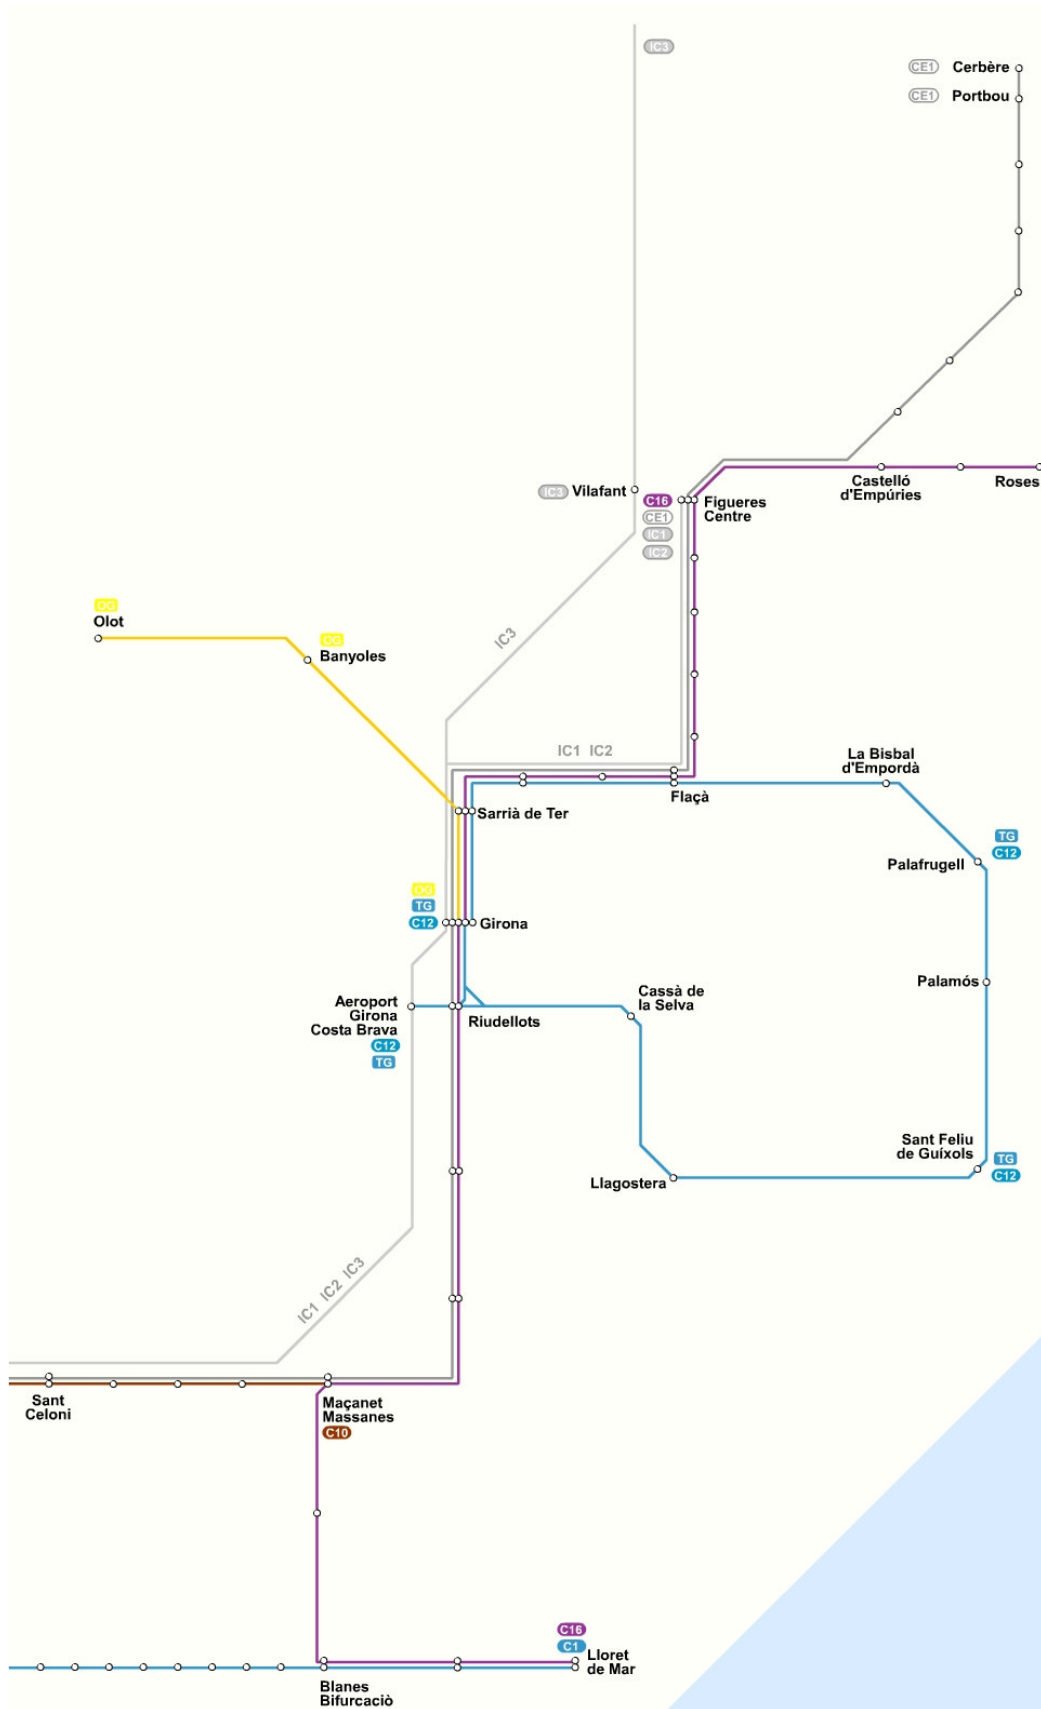 IC3
CE1 Cerbère
CE1 Portbou
IC3 Vilafant
C16
CE1
IC1
IC2
Figueres
Centre
Castelló
d'Empúries
Roses
OG
Olot
OG
Banyoles
IC3
IC1 IC2
La Bisbal
d'Empordà
Flaçà
Sarrià de Ter
TG
C12
Palafrugell
OG
TG
C12 Girona
Palamós
Aeroport
Girona
Costa Brava
C12
TG
Riudellots
Cassà de
la Selva
Sant Feliu
de Guíxols
TG
C12
Llagostera
IC1 IC2 IC3
Sant
Celoni
Maçanet
Massanes
C10
C16
C1
Lloret
de Mar
Blanes
Bifurcaciò